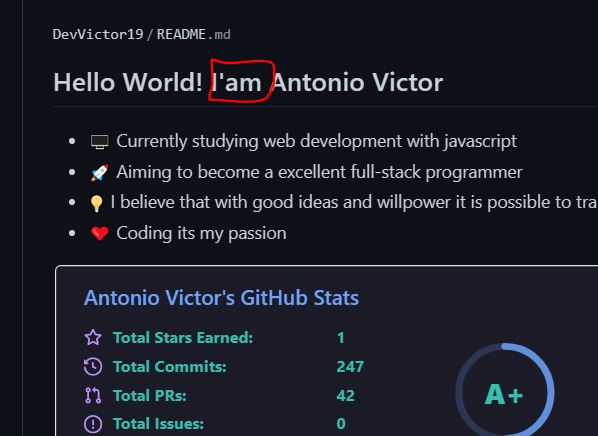 DevVictor19/README.md
Hello World! I'am Antonio Victor
Currently studying web development with javascript
Aiming to become a excellent full-stack programmer
I believe that with good ideas and willpower it is possible to
Coding its my passion
Antonio Victor's GitHub Stats
Total Stars Earned: 1
Total Commits: 247
Total PRs: 42
A+
Total Issues: 0